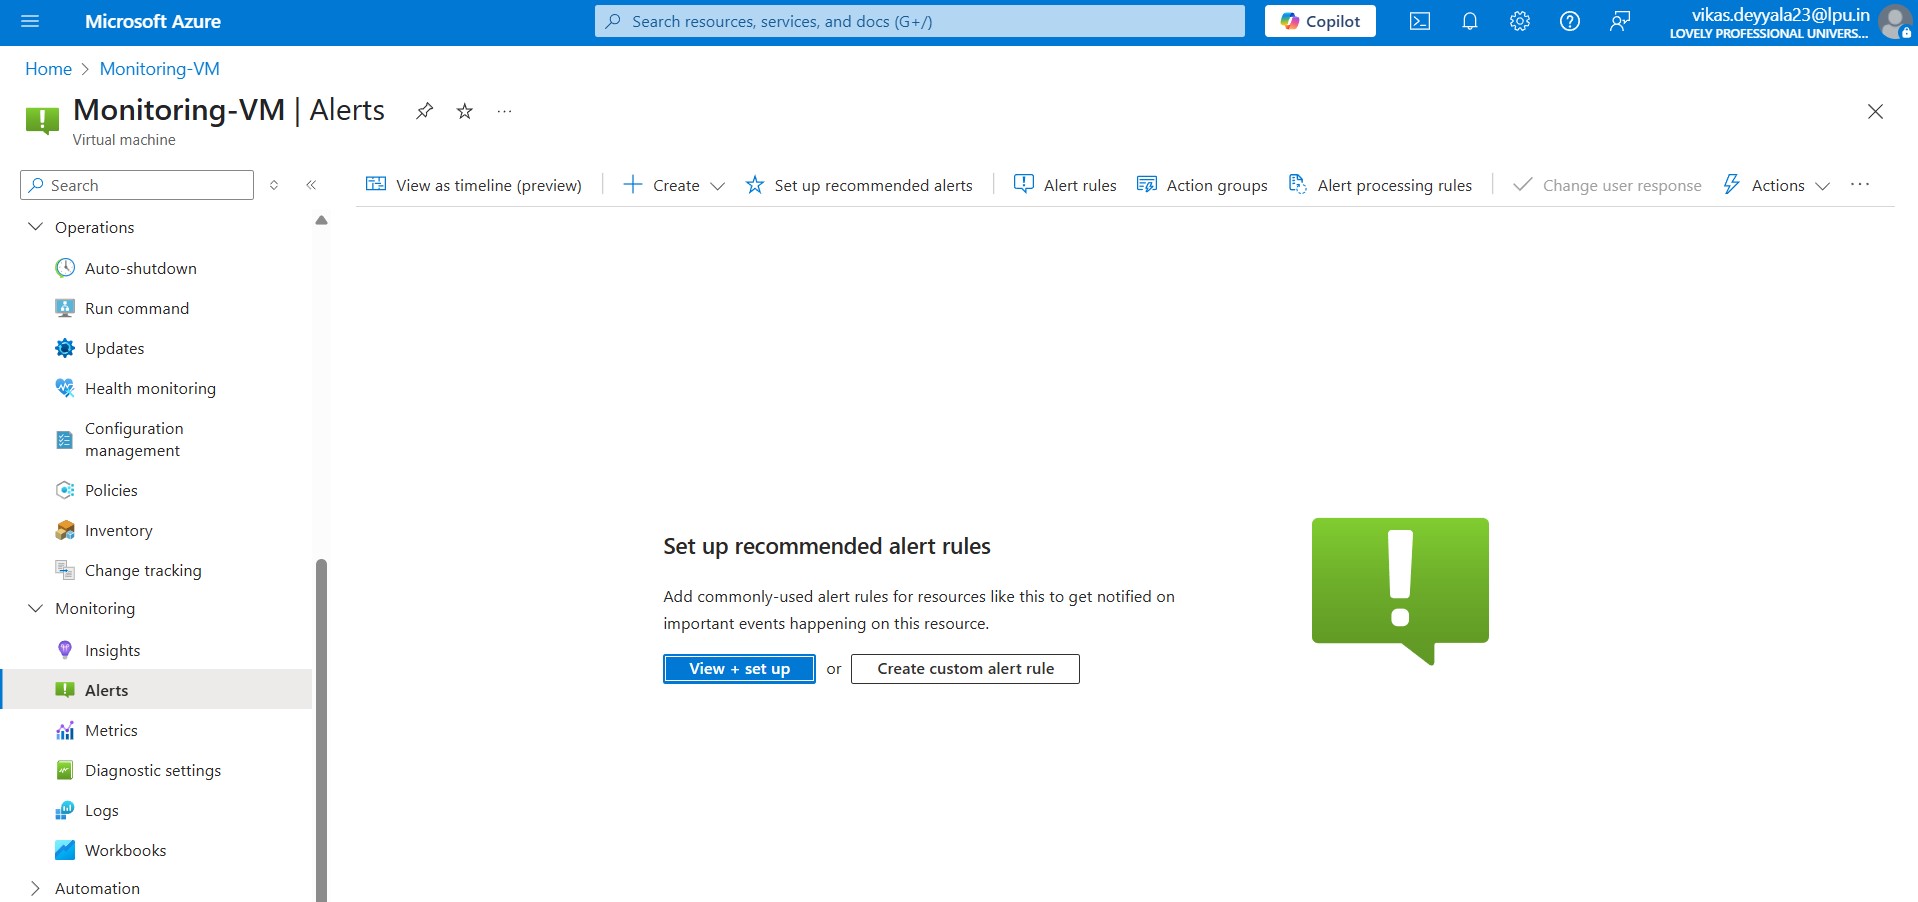 Microsoft Azure
Search resources, services, and docs (G+/)
Copilot
vikas.deyyala23@lpu.in
LOVELY PROFESSIONAL UNIVERS...
Home > Monitoring-VM
Monitoring-VM | Alerts
Virtual machine
Search
View as timeline (preview)
Create
Set up recommended alerts
Alert rules
Action groups
Alert processing rules
Change user response
Actions
Operations
Auto-shutdown
Run command
Updates
Health monitoring
Configuration
management
Policies
Inventory
Change tracking
Monitoring
Insights
Alerts
Metrics
Diagnostic settings
Logs
Workbooks
Automation
Set up recommended alert rules
Add commonly-used alert rules for resources like this to get notified on
important events happening on this resource.
View + set up or Create custom alert rule